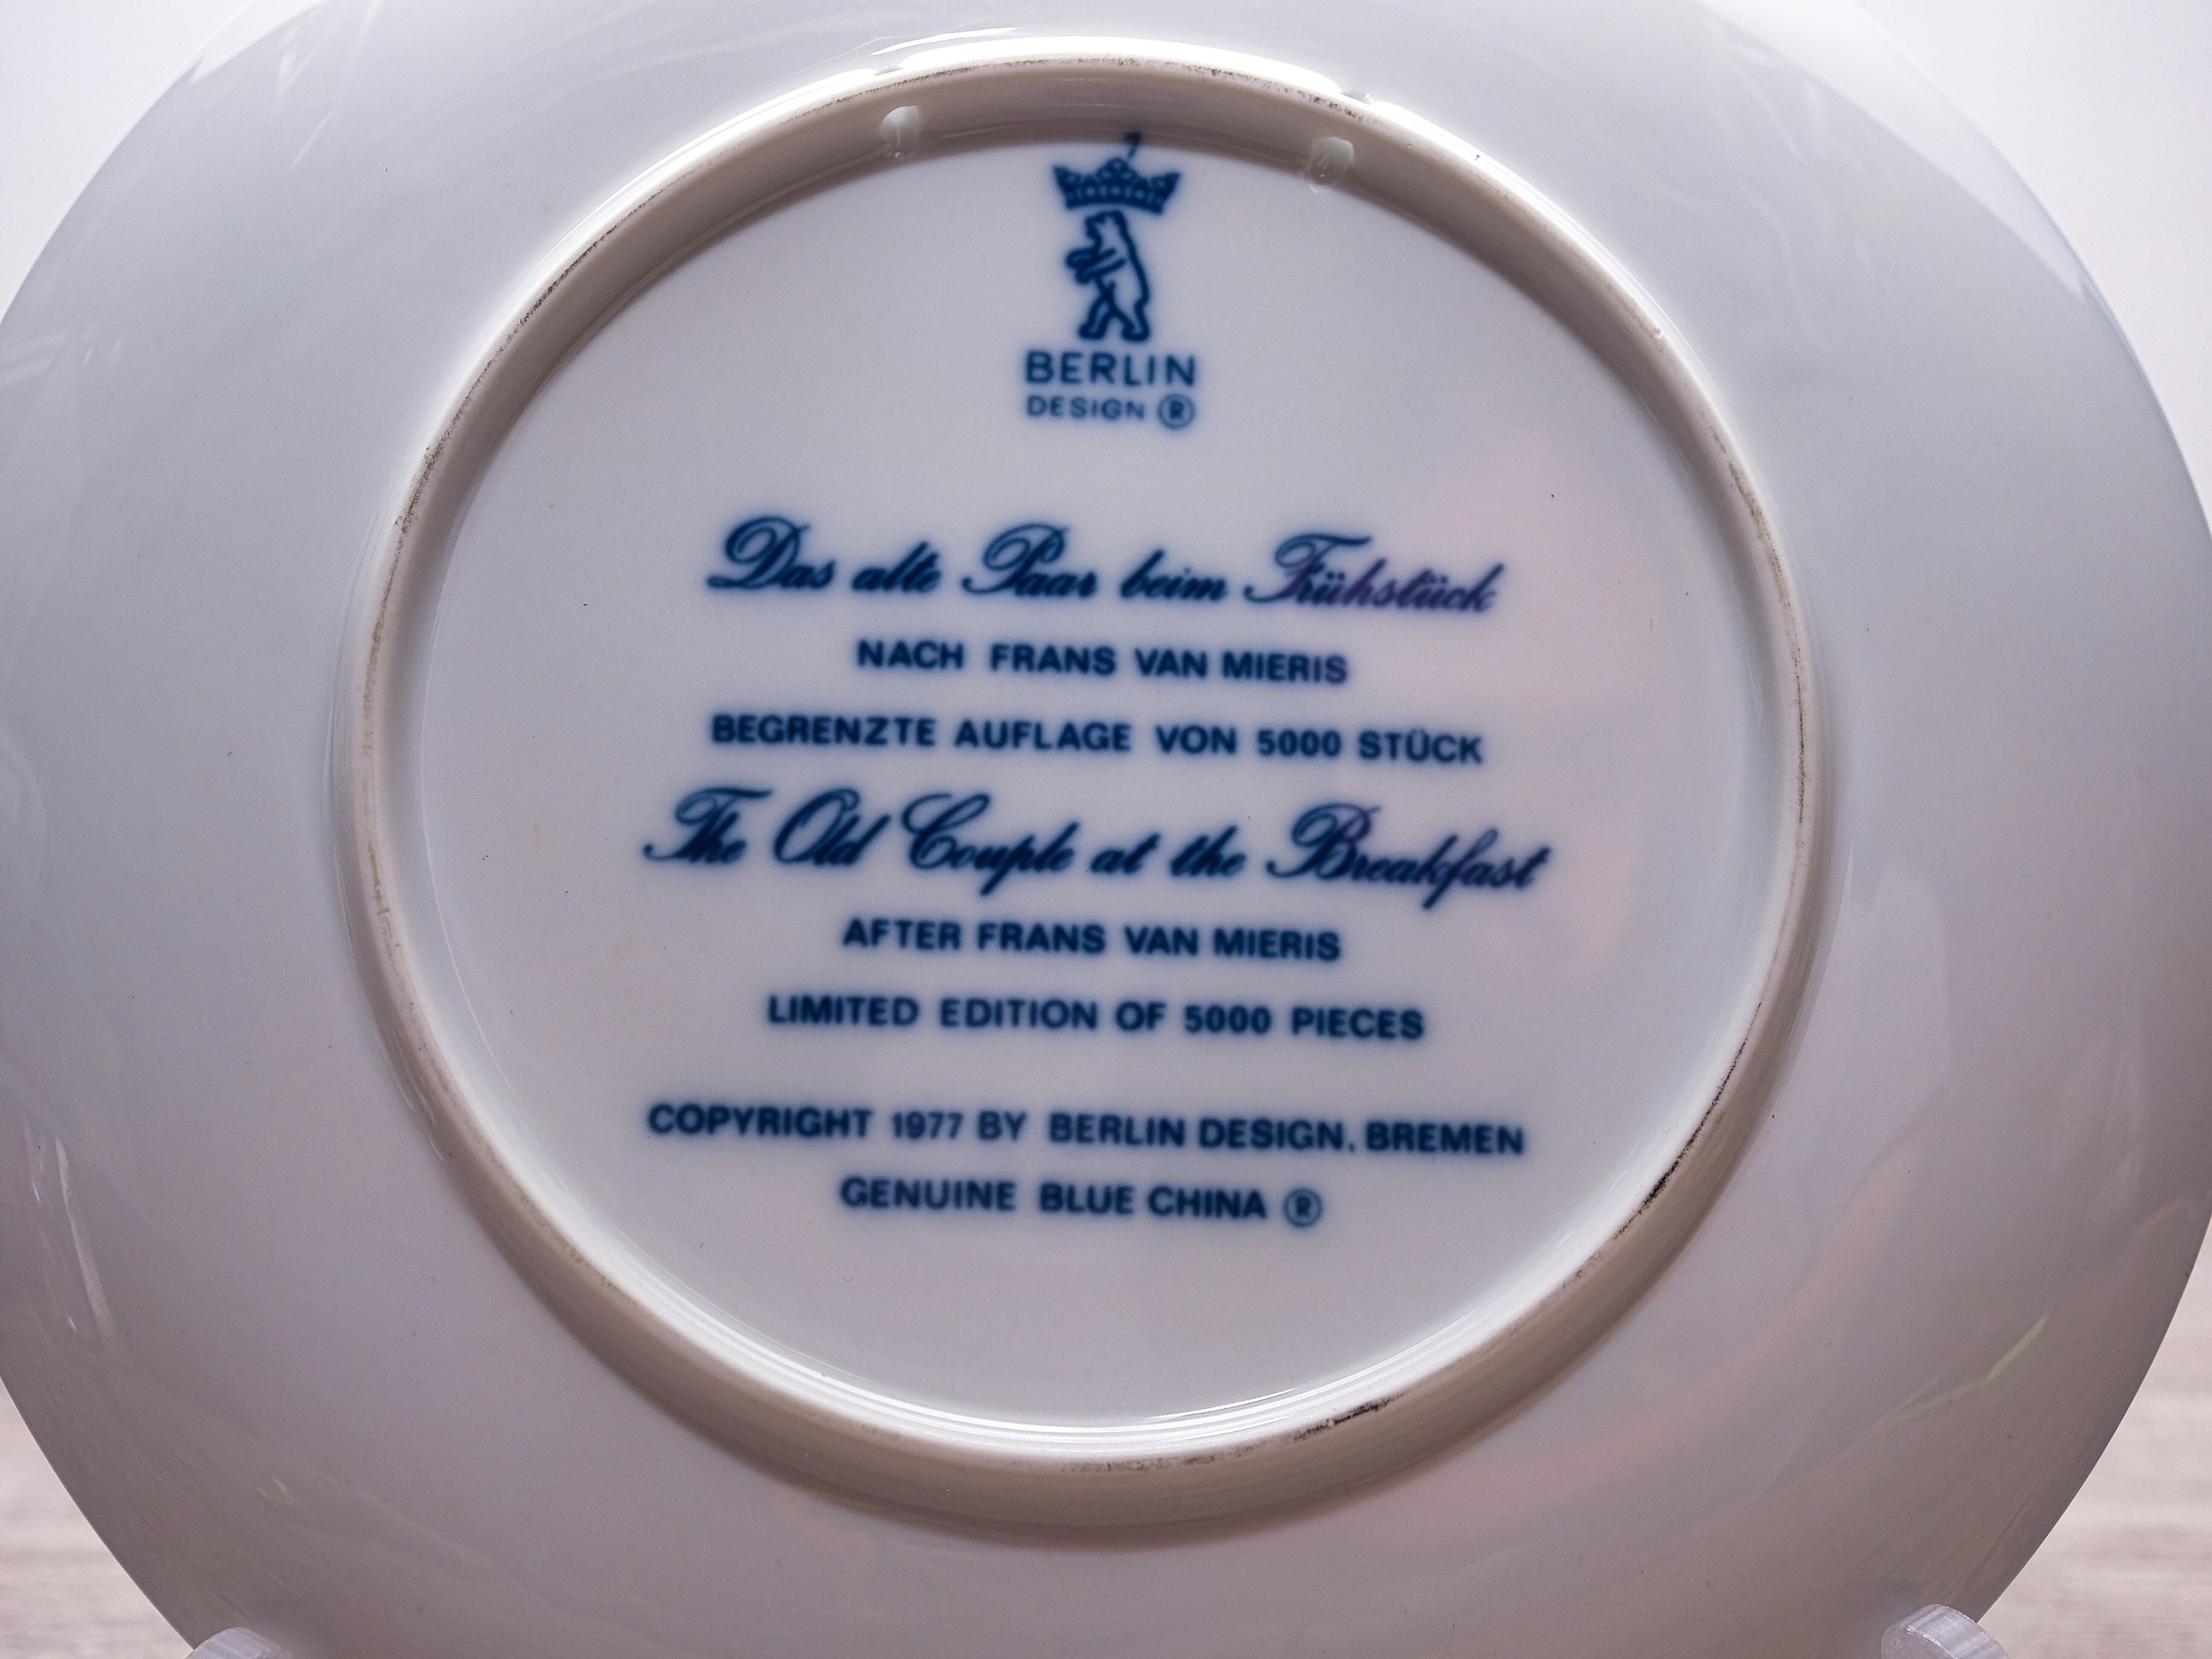 7
BERLIN
DESIGN ®
Das alte Paar beim Frühstück
NACH FRANS VAN MIERIS
BEGRENZTE AUFLAGE VON 5000 STÜCK
The Old Couple at the Breakfast
AFTER FRANS VAN MIERIS
LIMITED EDITION OF 5000 PIECES
COPYRIGHT 1977 BY BERLIN DESIGN. BREMEN
GENUINE BLUE CHINA ®